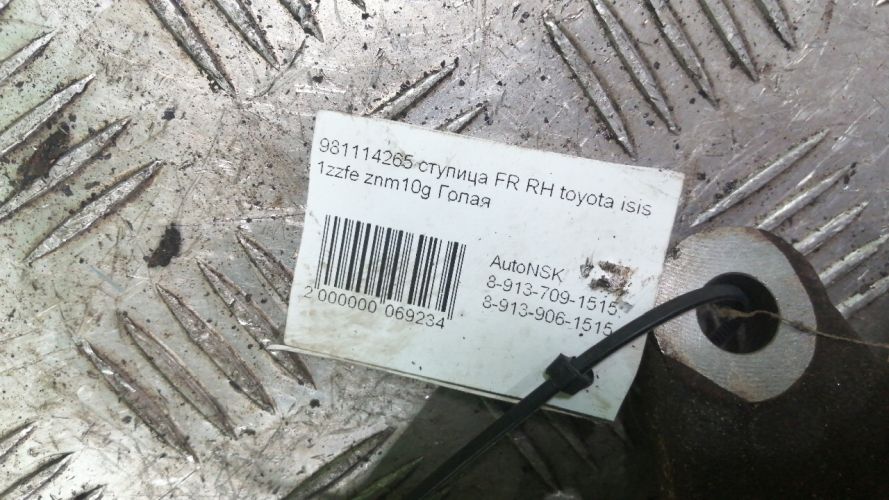 981114265 ступица FR RH toyota isis
1zzfe znm10g Голая
AutoNSK
8-913-709-1515,
8-913-906-1515
2 000000 069234